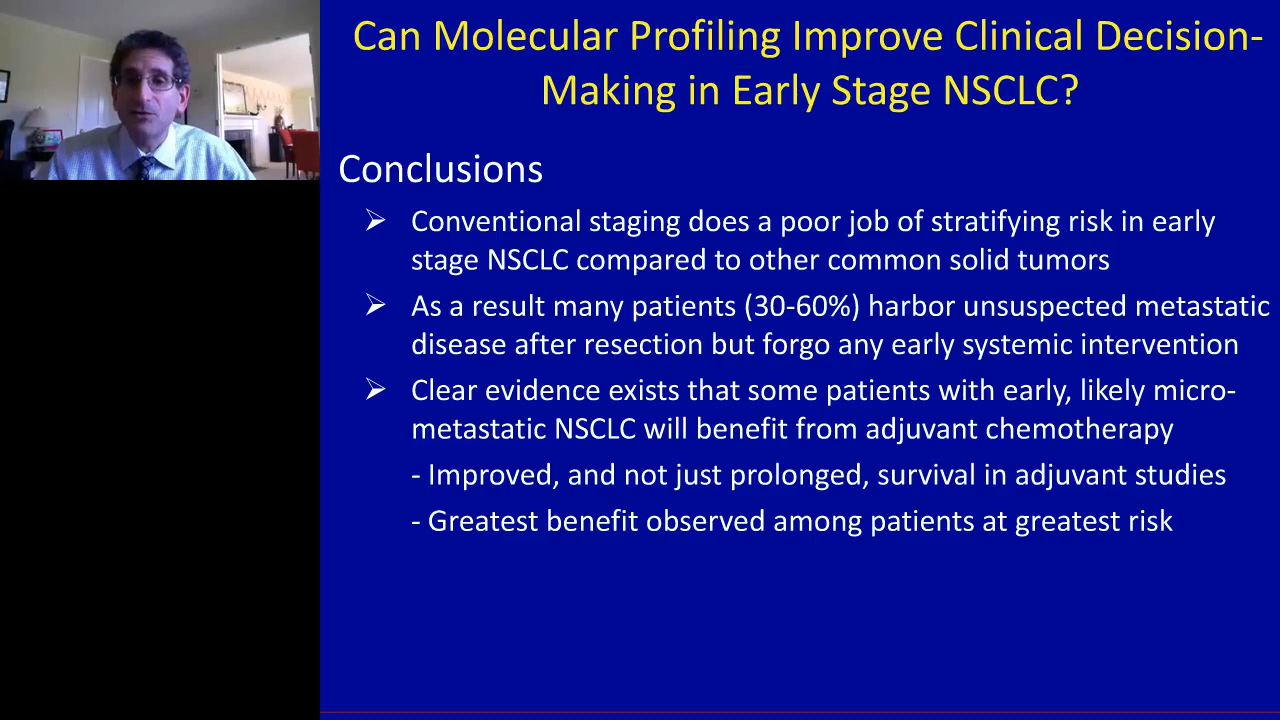 Can Molecular Profiling Improve Clinical Decision-
Making in Early Stage NSCLC?
Conclusions
➢ Conventional staging does a poor job of stratifying risk in early
stage NSCLC compared to other common solid tumors
➢ As a result many patients (30-60%) harbor unsuspected metastatic
disease after resection but forgo any early systemic intervention
➢ Clear evidence exists that some patients with early, likely micro-
metastatic NSCLC will benefit from adjuvant chemotherapy
- Improved, and not just prolonged, survival in adjuvant studies
- Greatest benefit observed among patients at greatest risk